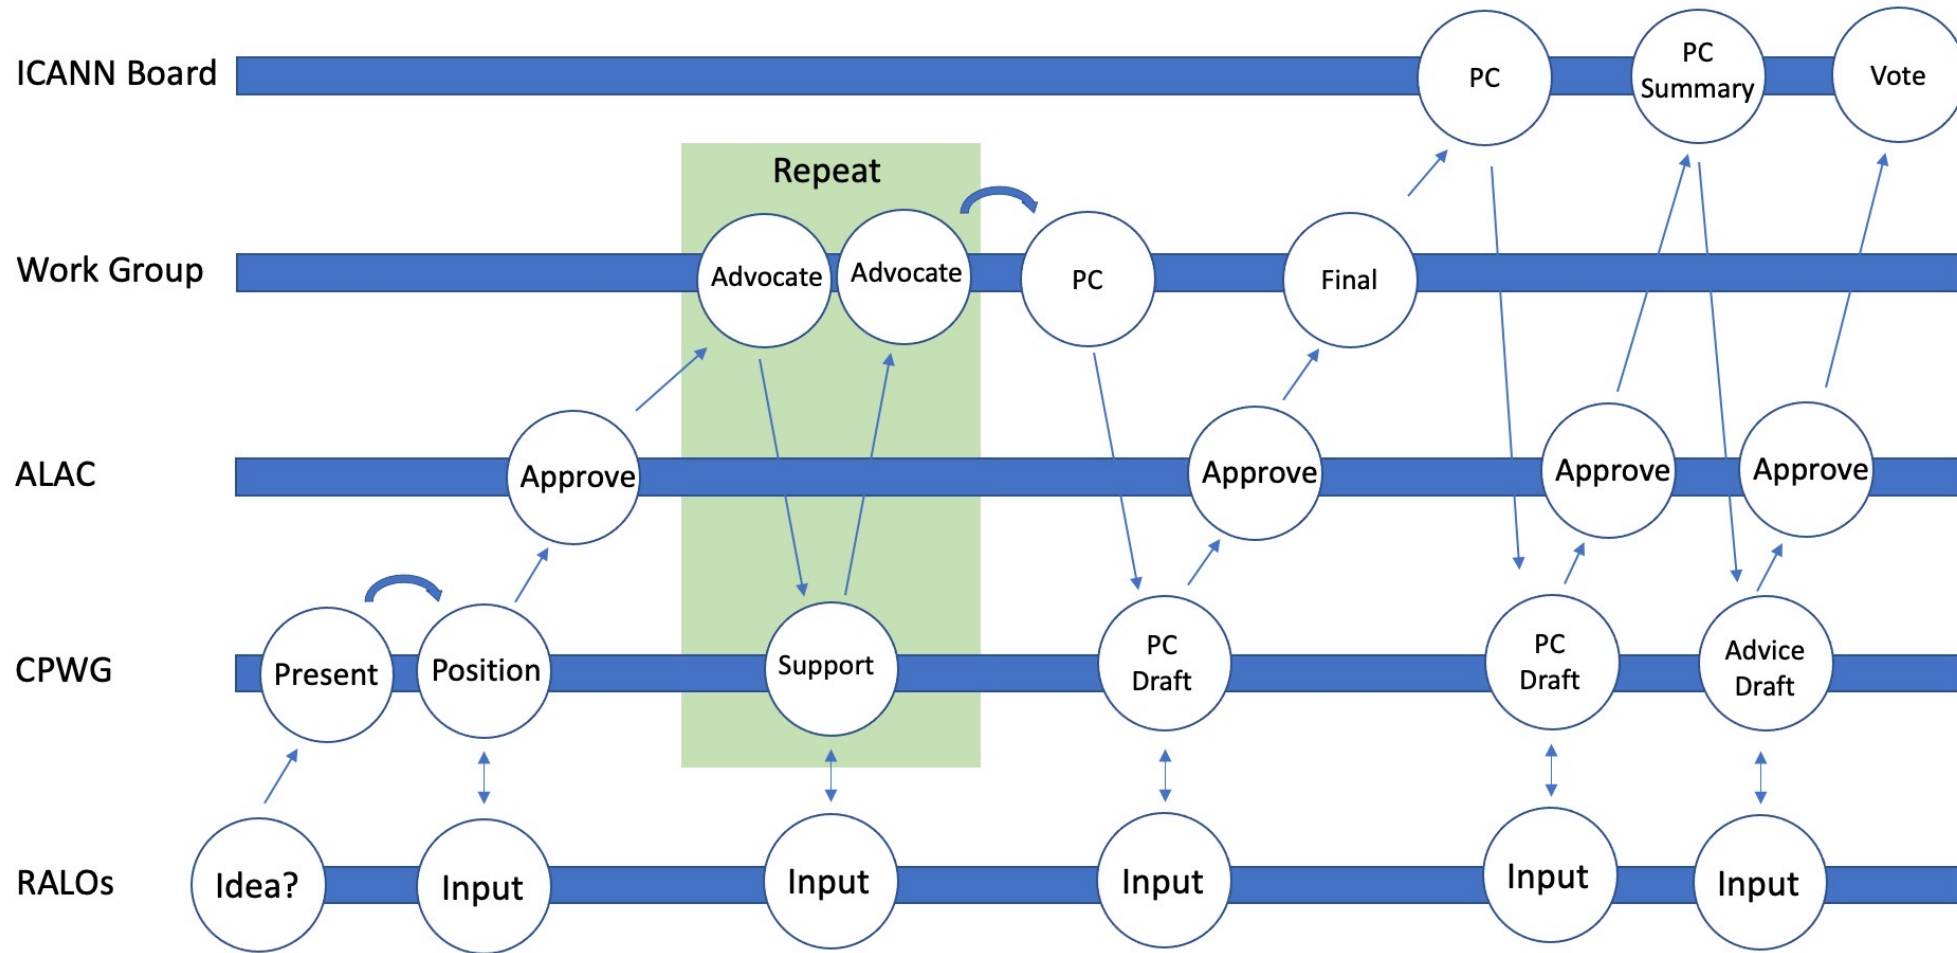 ICANN Board
PC
PC
Summary
Vote
Repeat
Work Group
Advocate
Advocate
PC
Final
ALAC
Approve
Approve
Approve
Approve
CPWG
Present
Position
Support
PC
Draft
PC
Draft
Advice
Draft
RALOs
Idea?
Input
Input
Input
Input
Input